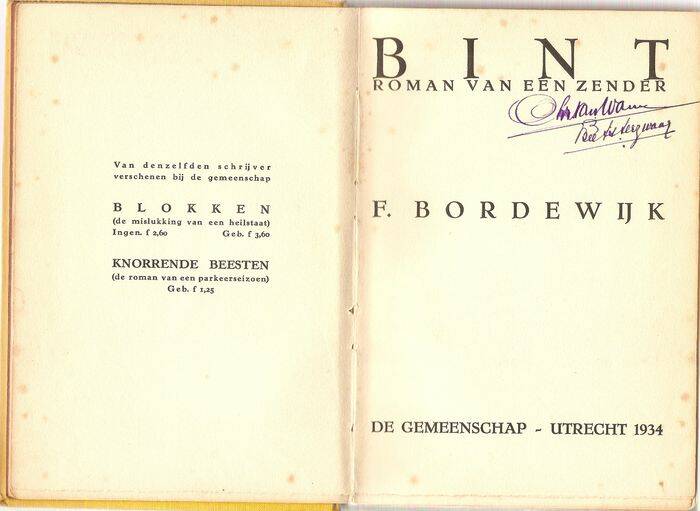 Van denzelfden schrijver
verschenen bij de gemeenschap
BLOKKEN
(de mislukking van een heilstaat)
Ingen. f 2,60 Geb. f 3,60
KNORRENDE BEESTEN
(de roman van een parkeerseizoen)
Geb. f 1,25
BINT
ROMAN VAN EEN ZENDER
F. BORDEWIJK
DE GEMEENSCHAP - UTRECHT 1934